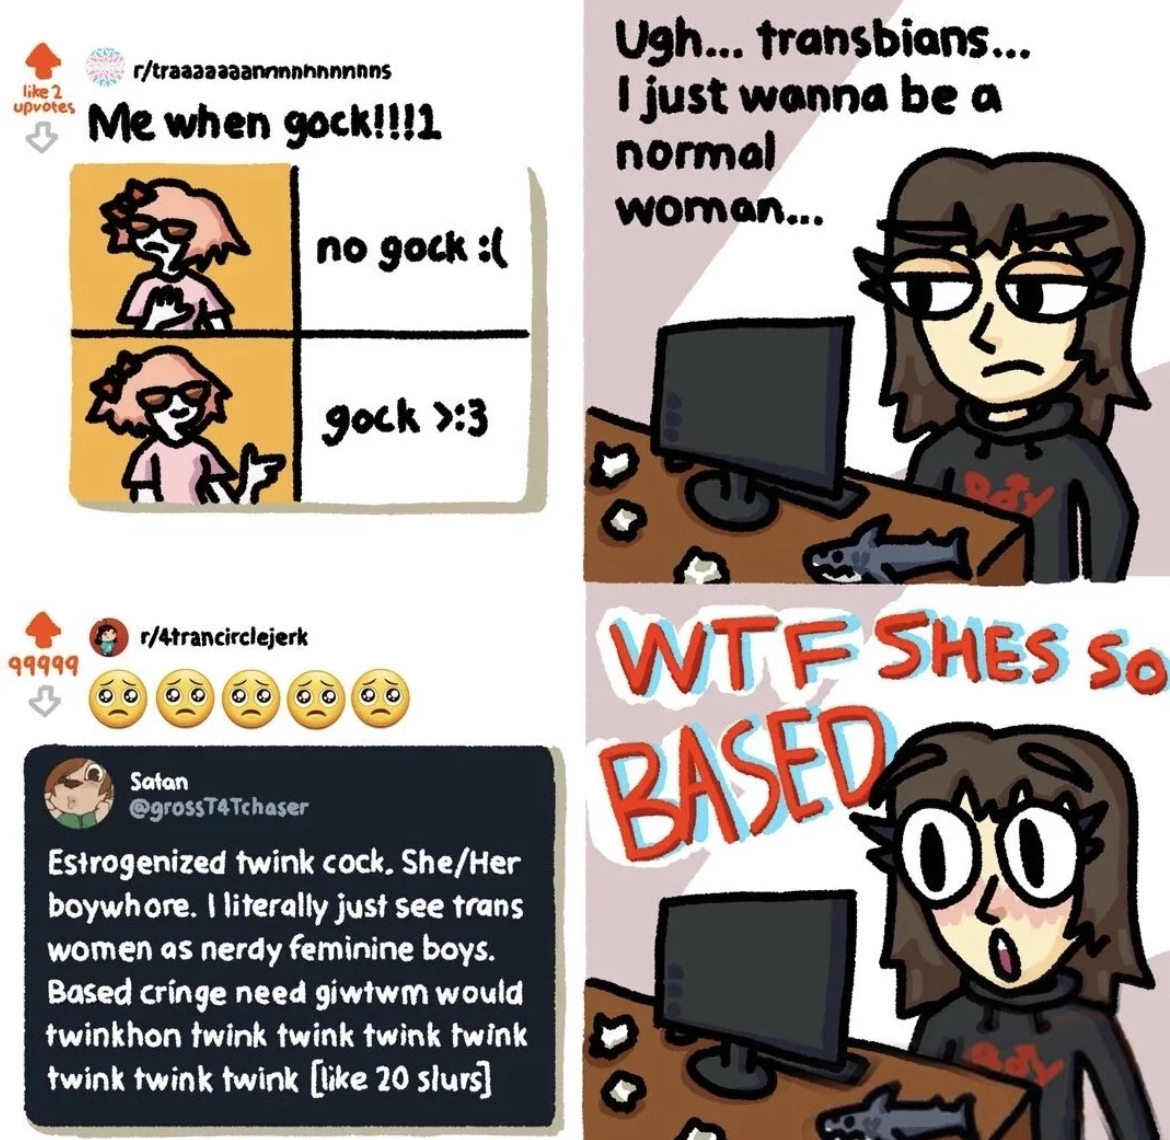 like 2
upvotes
r/traaaaaaannnnnnnnnns
Me when gock!!!1
no gock :(
gock >:3
Ugh... transbians...
I just wanna be a
normal
woman...
99999
r/4trancirclejerk
🥺🥺🥺🥺🥺
Satan
@grossT4Tchaser
Estrogenized twink cock. She/Her
boywhore. I literally just see trans
women as nerdy feminine boys.
Based cringe need giwtwm would
twinkhon twink twink twink twink
twink twink twink [like 20 slurs]
WTF SHES SO
BASED